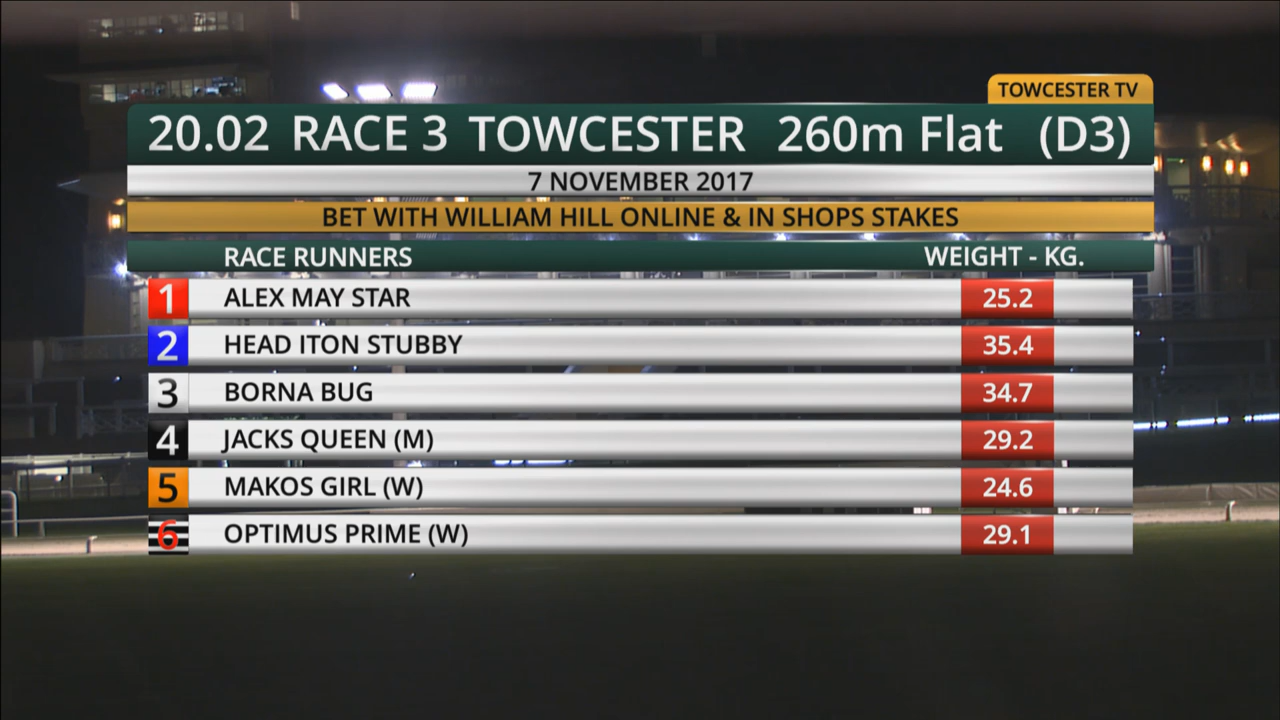 TOWCESTER TV
20.02 RACE 3 TOWCESTER 260m Flat (D3)
7 NOVEMBER 2017
BET WITH WILLIAM HILL ONLINE & IN SHOPS STAKES
RACE RUNNERS WEIGHT - KG.
1 ALEX MAY STAR 25.2
2 HEAD ITON STUBBY 35.4
3 BORNA BUG 34.7
4 JACKS QUEEN (M) 29.2
5 MAKOS GIRL (W) 24.6
6 OPTIMUS PRIME (W) 29.1